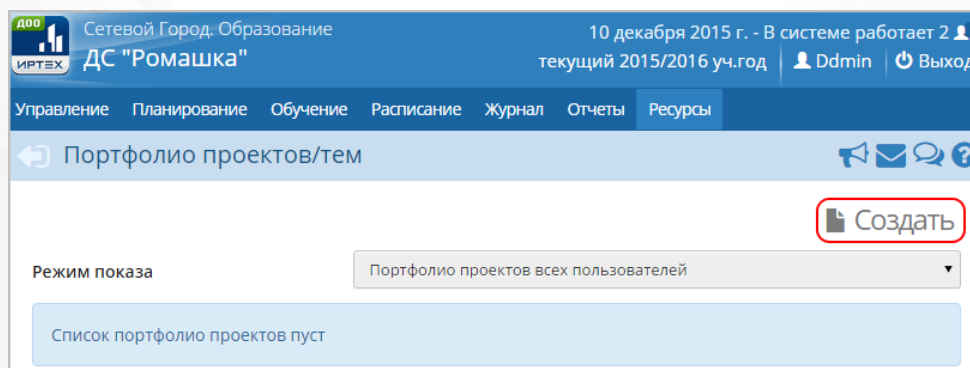 ДОО
ИРТЕХ
Сетевой Город. Образование
ДС "Ромашка"
10 декабря 2015 г. - В системе работает 2
текущий 2015/2016 уч.год Ddmin Выход
Управление Планирование Обучение Расписание Журнал Отчеты Ресурсы
Портфолио проектов/тем
?
Создать
Режим показа Портфолио проектов всех пользователей
Список портфолио проектов пуст